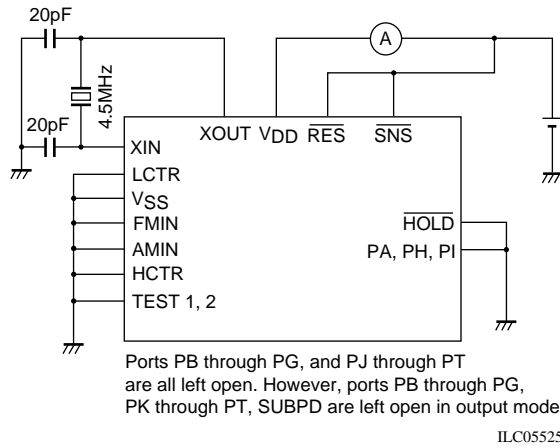 20pF
A
4.5MHz
20pF
XOUT VDD RES SNS
XIN
LCTR
VSS
FMIN
AMIN
HCTR
TEST 1, 2
HOLD
PA, PH, PI
Ports PB through PG, and PJ through PT
are all left open. However, ports PB through PG,
PK through PT, SUBPD are left open in output mode
ILC05525